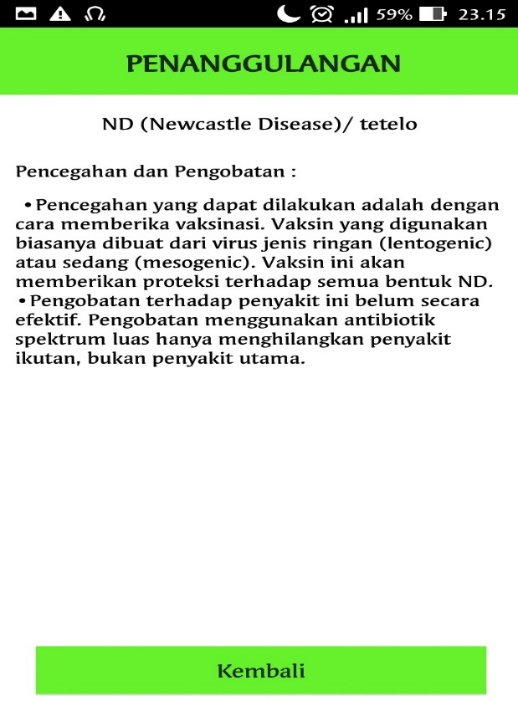 59% 23.15
PENANGGULANGAN
ND (Newcastle Disease)/ tetelo
Pencegahan dan Pengobatan :
•Pencegahan yang dapat dilakukan adalah dengan
cara memberika vaksinasi. Vaksin yang digunakan
biasanya dibuat dari virus jenis ringan (lentogenic)
atau sedang (mesogenic). Vaksin ini akan
memberikan proteksi terhadap semua bentuk ND.
•Pengobatan terhadap penyakit ini belum secara
efektif. Pengobatan menggunakan antibiotik
spektrum luas hanya menghilangkan penyakit
ikutan, bukan penyakit utama.
Kembali